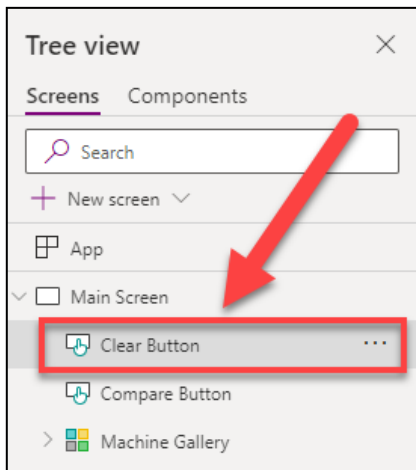 Tree view
Screens Components
Search
New screen
App
Main Screen
Clear Button
Compare Button
Machine Gallery